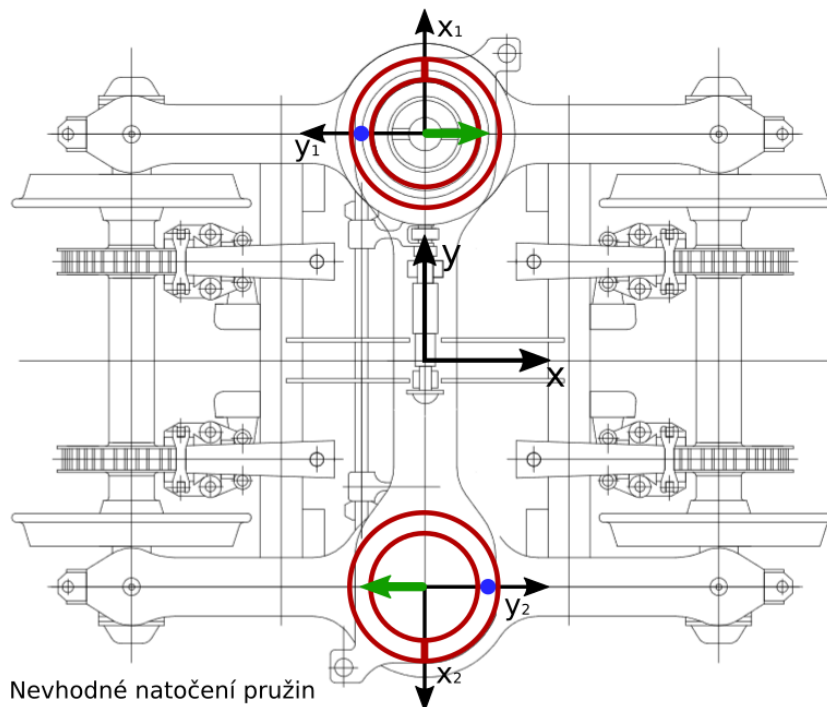 x₁
y₁
y
x
y₂
x₂
Nevhodné natočení pružin